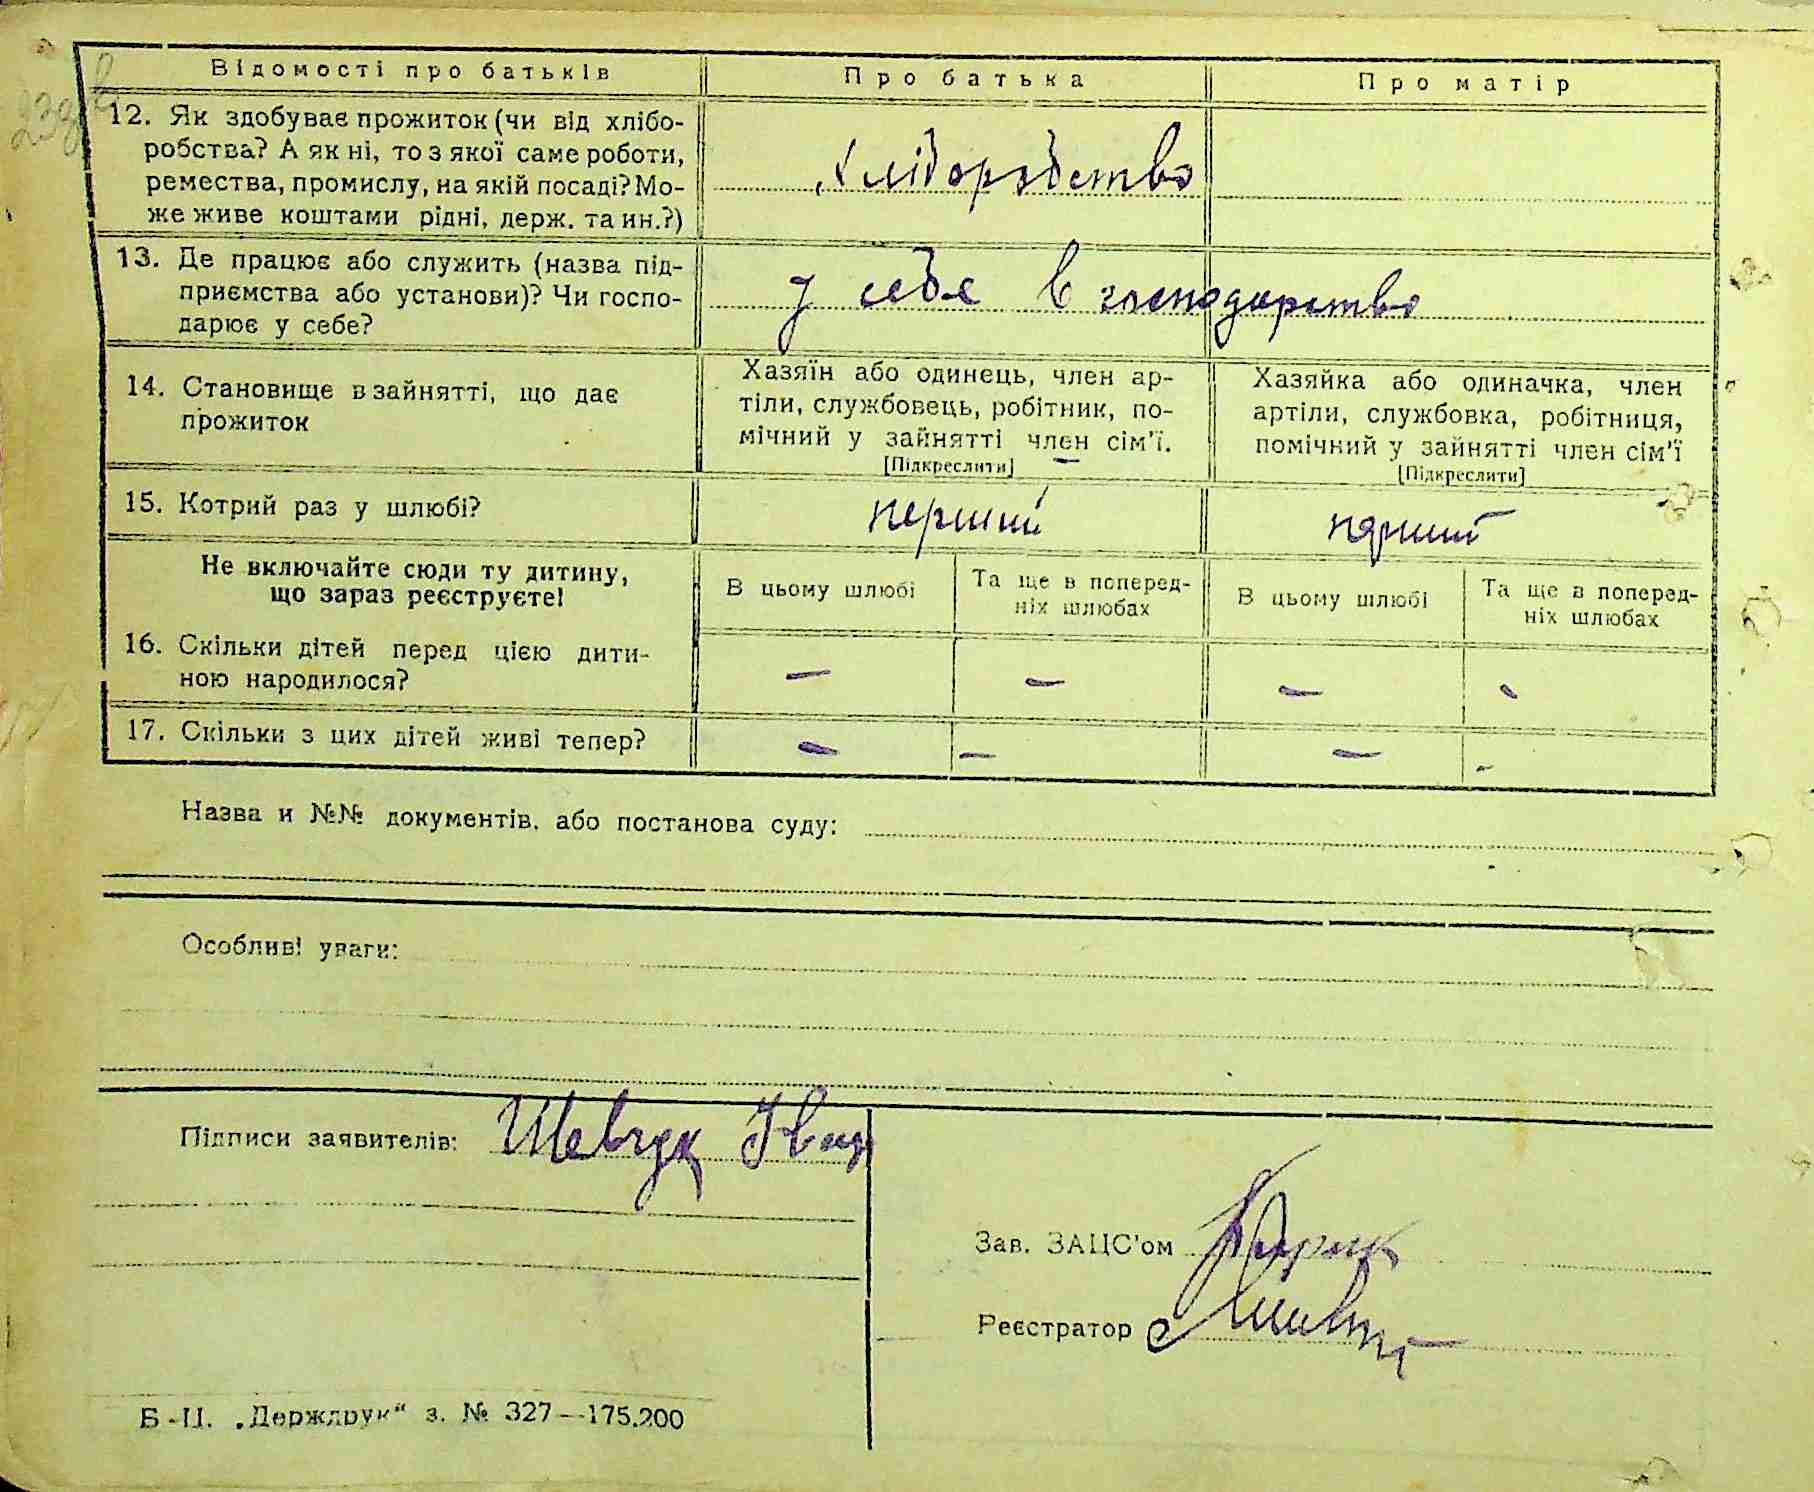 Відомості про батьків Про батька Про матір
12. Як здобуває прожиток (чи від хлібо-
робства? А як ні, то з якої саме роботи,
ремества, промислу, на якій посаді? Мо-
же живе коштами рідні, держ. та ин.?)
хліборобство
13. Де працює або служить (назва під-
приємства або установи)? Чи госпо-
дарює у себе?
у себе в господарство
14. Становище в зайнятті, що дає
прожиток
Хазяїн або одинець, член ар-
тіли, службовець, робітник, по-
мічний у зайнятті член сім'ї.
[Підкреслити]
Хазяйка або одиначка, член
артіли, службовка, робітниця,
помічний у зайнятті член сім'ї
[Підкреслити]
15. Котрий раз у шлюбі? перший перший
Не включайте сюди ту дитину,
що зараз реєструєте!
В цьому шлюбі
Та ще в поперед-
ніх шлюбах
В цьому шлюбі
Та ще в поперед-
ніх шлюбах
16. Скільки дітей перед цією дити-
ною народилося?
— — — -
17. Скільки з цих дітей живі тепер? — — — -
Назва и №№ документів, або постанова суду:
Особливі уваги:
Підписи заявителів: Шевчук Іван
Зав. ЗАЦС'ом
Реєстратор
Б-Ц. „Держдрук“ з. № 327—175.200